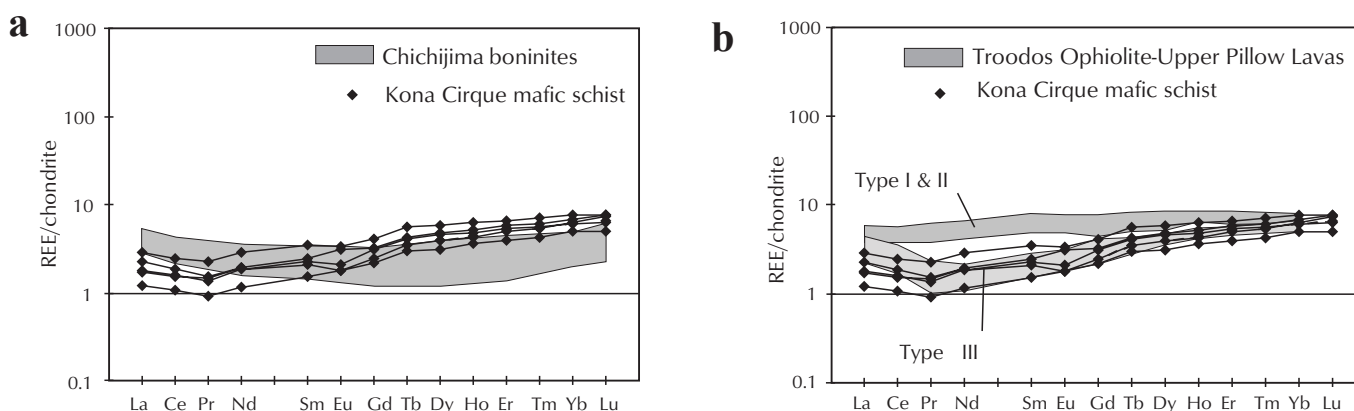 a
1000
100
10
1
0.1
REE/chondrite
Chichijima boninites
Kona Cirque mafic schist
La Ce Pr Nd Sm Eu Gd Tb Dy Ho Er Tm Yb Lu
b
1000
100
10
1
0.1
REE/chondrite
Troodos Ophiolite-Upper Pillow Lavas
Kona Cirque mafic schist
Type I & II
Type III
La Ce Pr Nd Sm Eu Gd Tb Dy Ho Er Tm Yb Lu